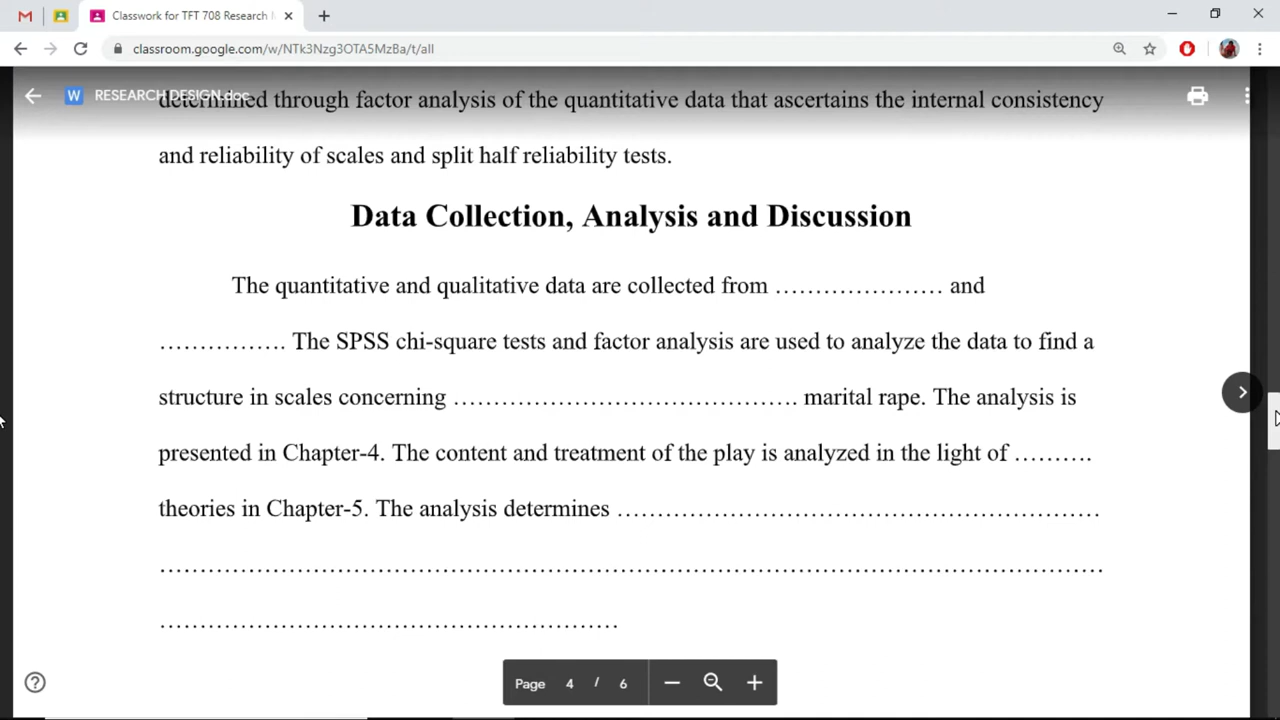 Classwork for TFT 708 Research M
classroom.google.com/w/NTk3Nzg3OTA5MzBa/t/all
W RESEARCH DESIGN.doc
determined through factor analysis of the quantitative data that ascertains the internal consistency
and reliability of scales and split half reliability tests.
Data Collection, Analysis and Discussion
The quantitative and qualitative data are collected from ………………… and
……………. The SPSS chi-square tests and factor analysis are used to analyze the data to find a
structure in scales concerning ……………………………………. marital rape. The analysis is
presented in Chapter-4. The content and treatment of the play is analyzed in the light of ……….
theories in Chapter-5. The analysis determines ……………………………………………………
………………………………………………………………………………………………………
…………………………………………………
Page 4 / 6